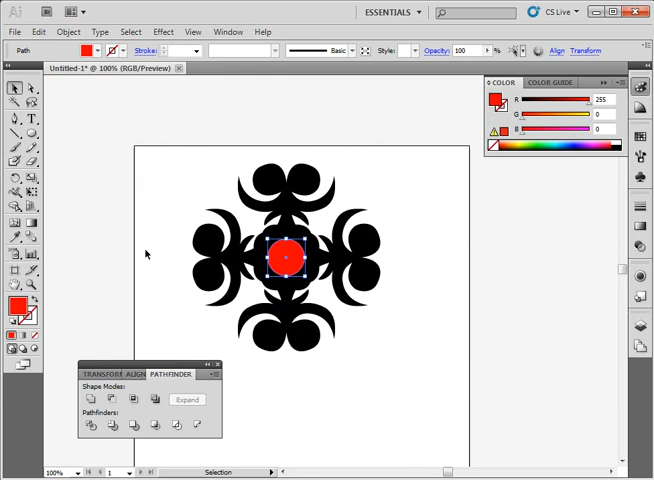 Ai Br ESSENTIALS CS Live
File Edit Object Type Select Effect View Window Help
Path Stroke: Basic Style: Opacity: 100 % Align Transform
Untitled-1* @ 100% (RGB/Preview)
COLOR COLOR GUIDE
R 255
G 0
B 0
TRANSFORM ALIGN PATHFINDER
Shape Modes:
Expand
Pathfinders:
100% 1 Selection